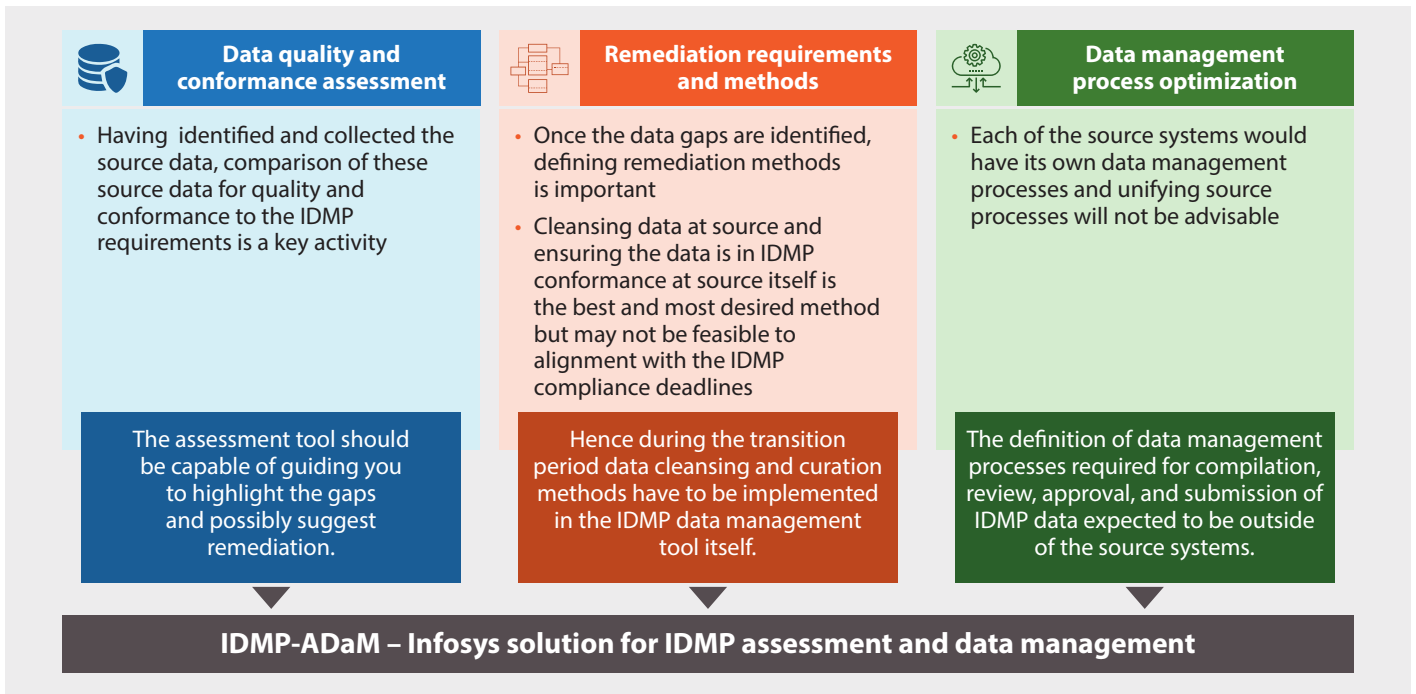 Data quality and
conformance assessment
• Having  identified and collected the
source data, comparison of these
source data for quality and
conformance to the IDMP
requirements is a key activity
The assessment tool should
be capable of guiding you
to highlight the gaps
and possibly suggest
remediation.
Remediation requirements
and methods
• Once the data gaps are identified,
defining remediation methods
is important
• Cleansing data at source and
ensuring the data is in IDMP
conformance at source itself is
the best and most desired method
but may not be feasible to
alignment with the IDMP
compliance deadlines
Hence during the transition
period data cleansing and curation
methods have to be implemented
in the IDMP data management
tool itself.
Data management
process optimization
• Each of the source systems would
have its own data management
processes and unifying source
processes will not be advisable
The definition of data management
processes required for compilation,
review, approval, and submission of
IDMP data expected to be outside
of the source systems.
IDMP-ADaM – Infosys solution for IDMP assessment and data management